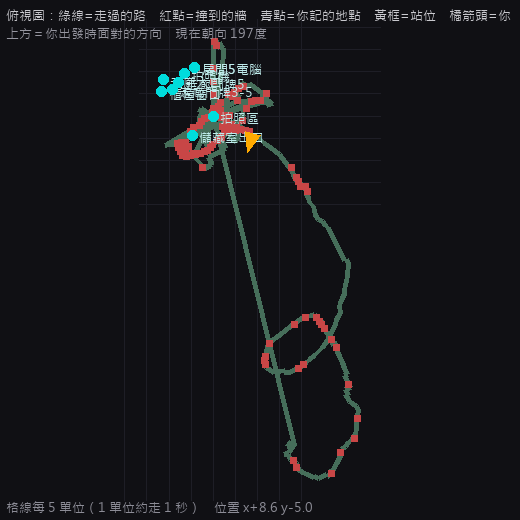 俯視圖：綠線=走過的路　紅點=撞到的牆　青點=你記的地點　黃框=站位　橘箭頭=你
上方＝你出發時面對的方向　現在朝向 197度
展間5電腦
拍照區
儲藏室出口
格線每 5 單位（1 單位約走 1 秒）　位置 x+8.6 y-5.0